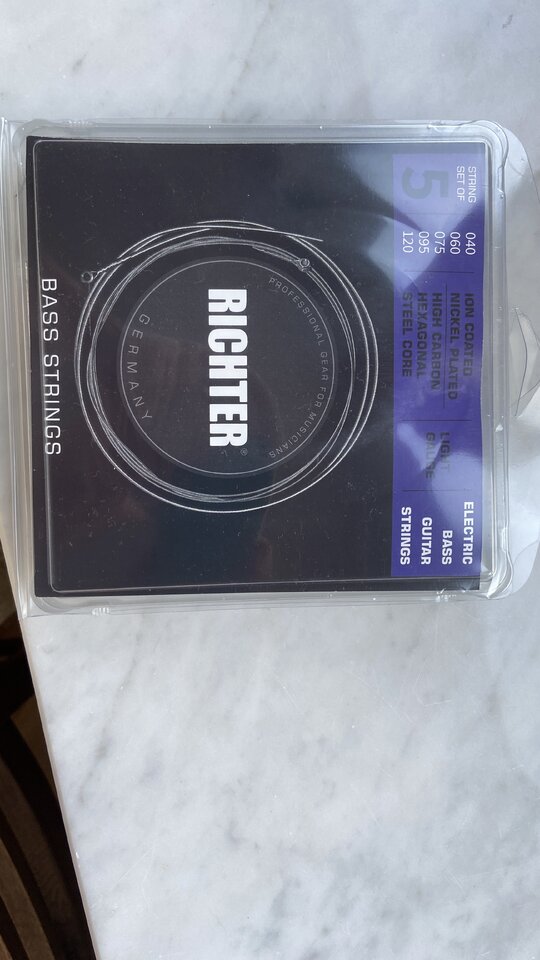 STRING
SET OF
5
040
060
075
095
120
ION COATED
NICKEL PLATED
HIGH CARBON
HEXAGONAL
STEEL CORE
LIGHT
GAUGE
ELECTRIC
BASS
GUITAR
STRINGS
PROFESSIONAL GEAR FOR MUSICIANS
RICHTER®
GERMANY
BASS STRINGS